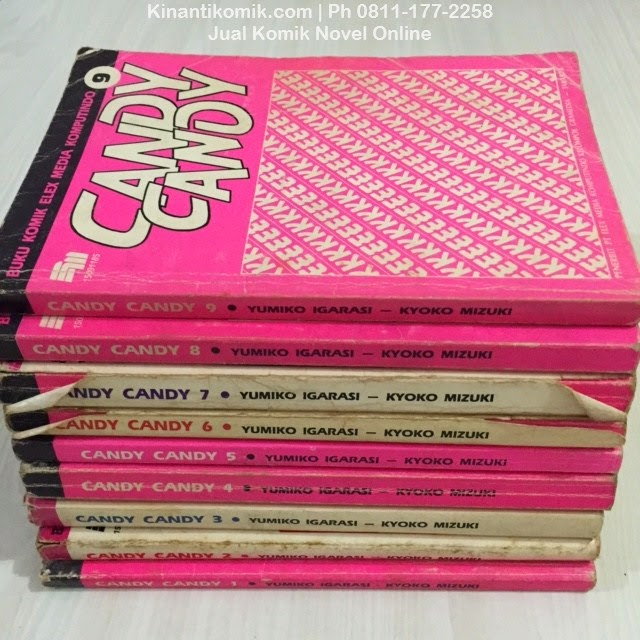 Kinantikomik.com | Ph 0811-177-2258
Jual Komik Novel Online
BUKU KOMIK ELEX MEDIA KOMPUTINDO
9
CANDY
CANDY
CANDY CANDY 9 • YUMIKO IGARASI — KYOKO MIZUKI
CANDY CANDY 8 • YUMIKO IGARASI — KYOKO MIZUKI
ANDY CANDY 7 • YUMIKO IGARASI — KYOKO MIZUKI
CANDY CANDY 6 • YUMIKO IGARASI — KYOKO MIZUKI
CANDY CANDY 5 • YUMIKO IGARASI — KYOKO MIZUKI
CANDY CANDY 4 • YUMIKO IGARASI — KYOKO MIZUKI
CANDY CANDY 3 • YUMIKO IGARASI — KYOKO MIZUKI
CANDY CANDY 2 • YUMIKO IGARASI — KYOKO MIZUKI
CANDY CANDY 1 • YUMIKO IGARASI — KYOKO MIZUKI